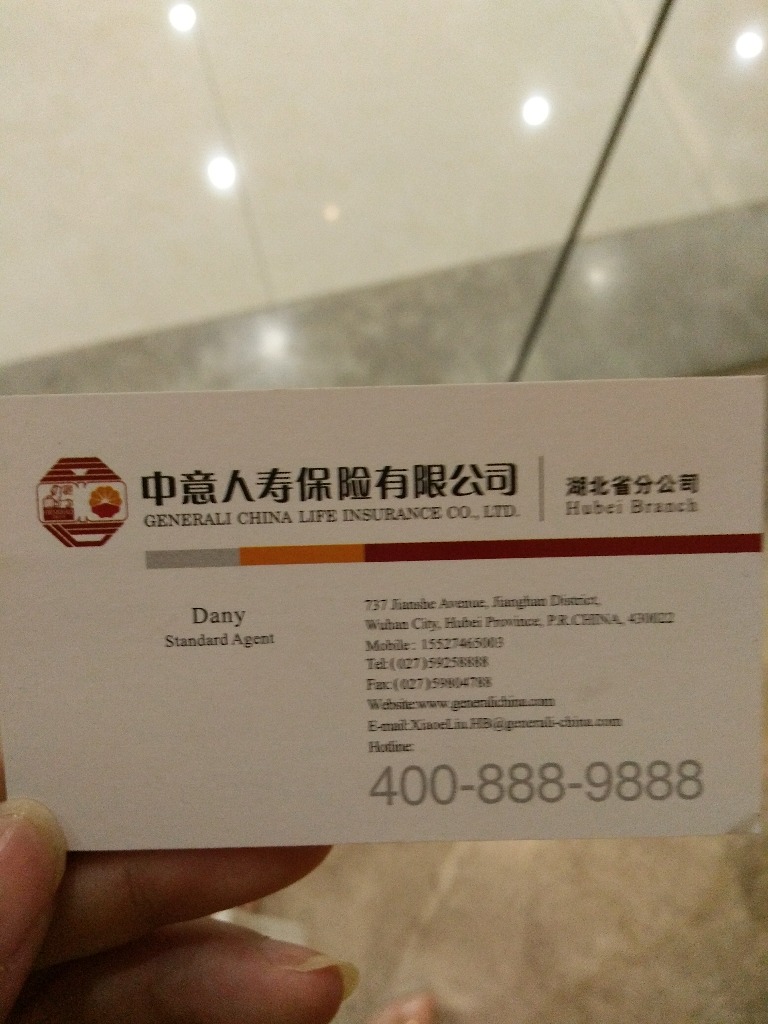 中意人寿保险有限公司
GENERALI CHINA LIFE INSURANCE CO., LTD.
湖北省分公司
Hubei Branch
Dany
Standard Agent
737 Jianshe Avenue, Jianghan District,
Wuhan City, Hubei Province, P.R.CHINA, 430022
Mobile: 15527465003
Tel:(027)59258888
Fax:(027)59804788
Website:www.generalichina.com
E-mail:XiaoeLiu.HB@generali-china.com
Hotline:
400-888-9888